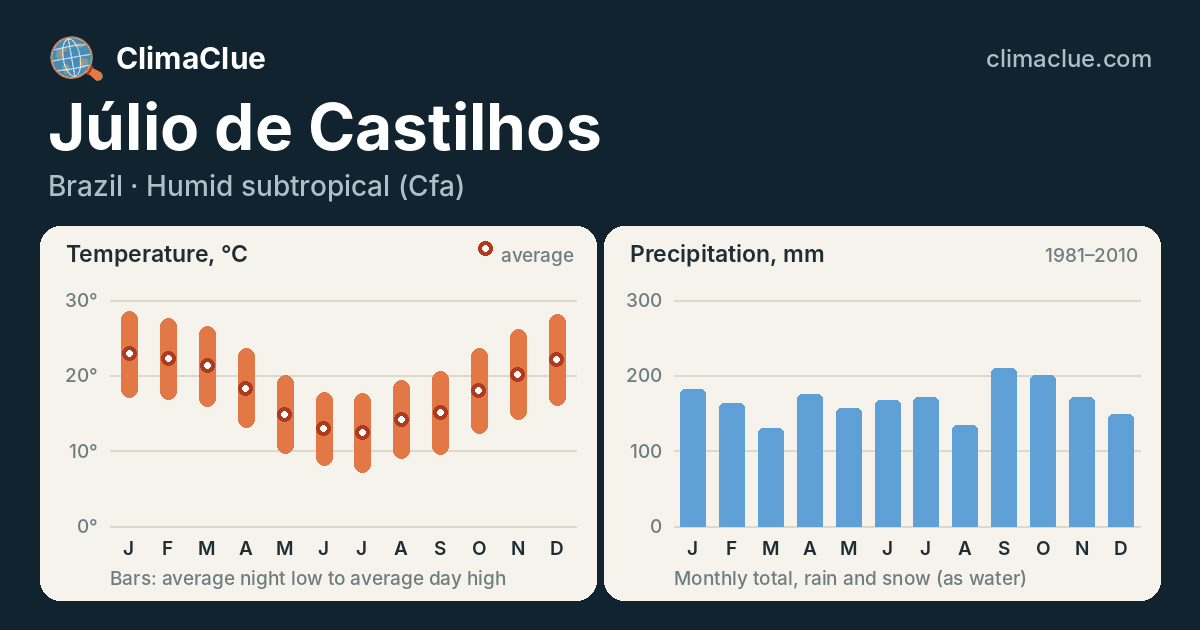 ClimaClue
climaclue.com
Júlio de Castilhos
Brazil · Humid subtropical (Cfa)
Temperature, °C
average
30°
20°
10°
0°
J F M A M J J A S O N D
Bars: average night low to average day high
Precipitation, mm
1981–2010
300
200
100
0
J F M A M J J A S O N D
Monthly total, rain and snow (as water)